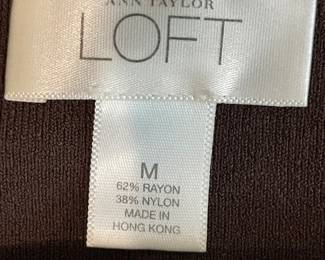 ANN TAYLOR
LOFT
M
62% RAYON
38% NYLON
MADE IN
HONG KONG